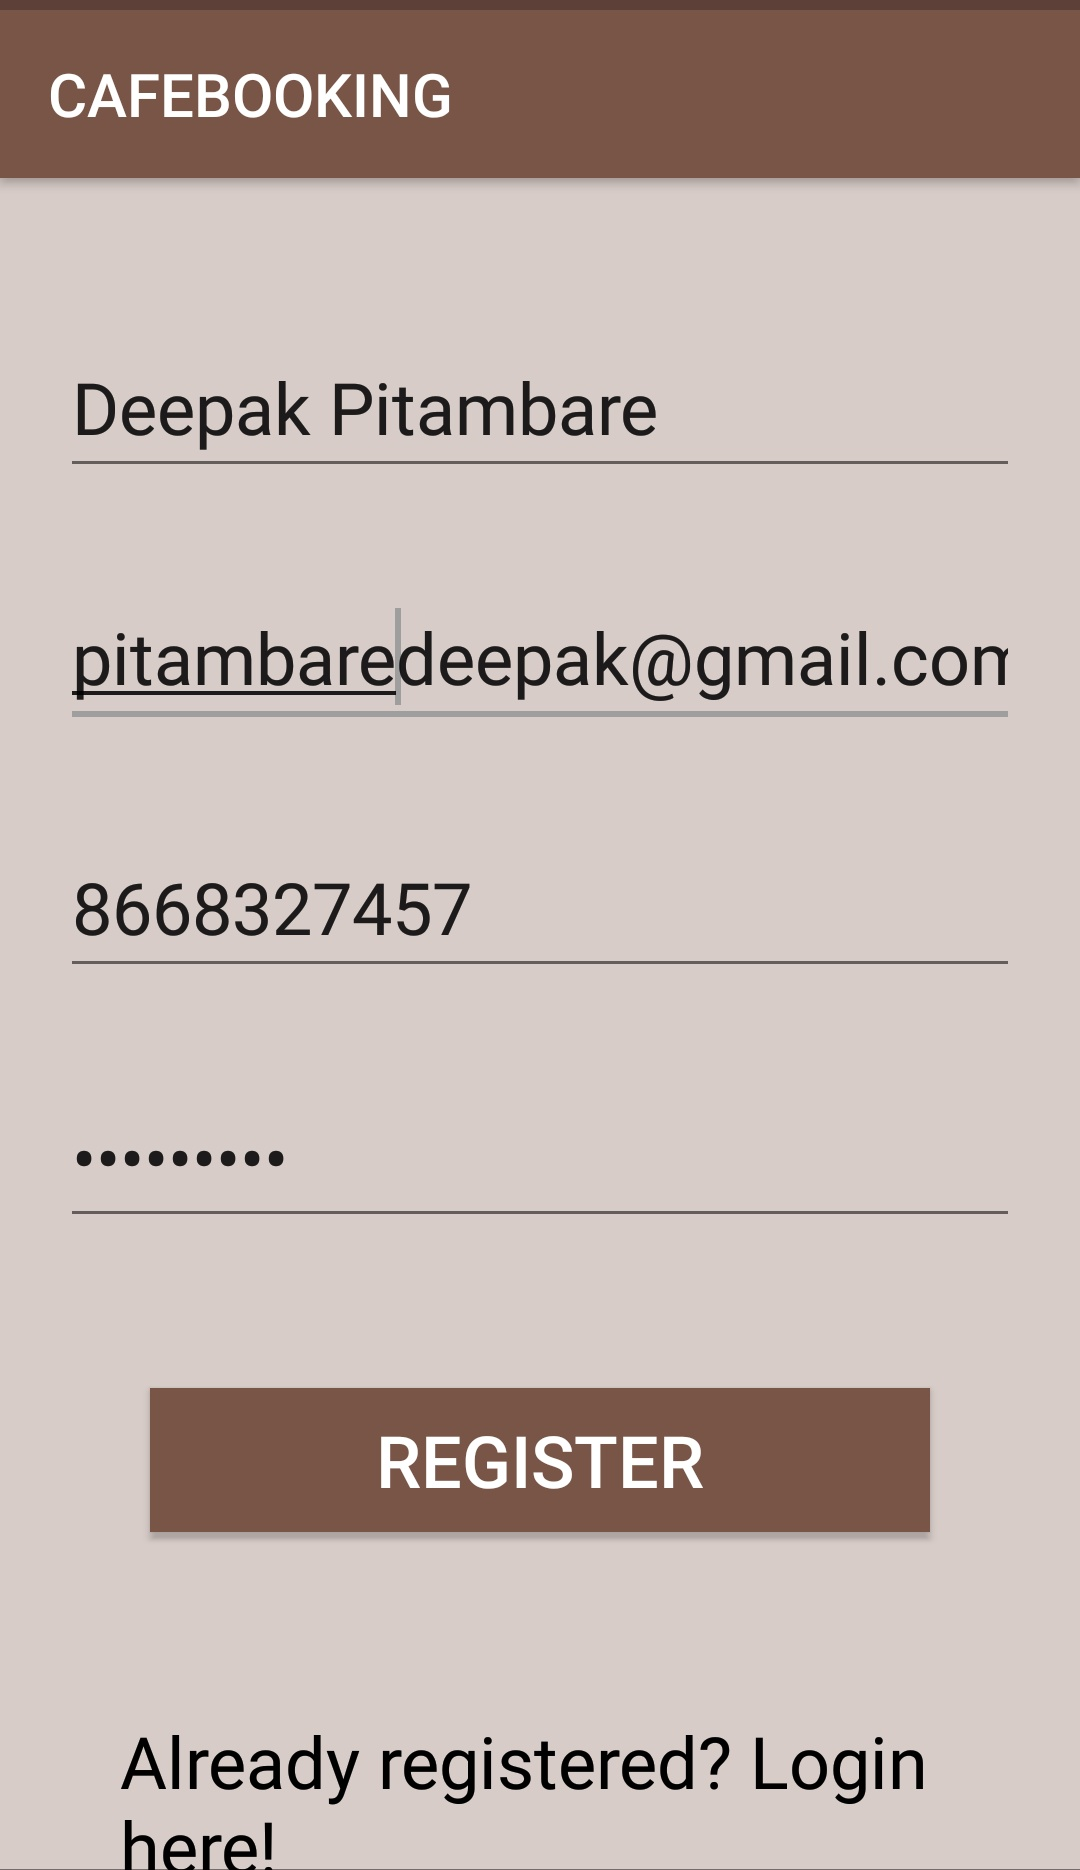 CAFEBOOKING
Deepak Pitambare
pitambaredeepak@gmail.com
8668327457
•••••••••
REGISTER
Already registered? Login
here!